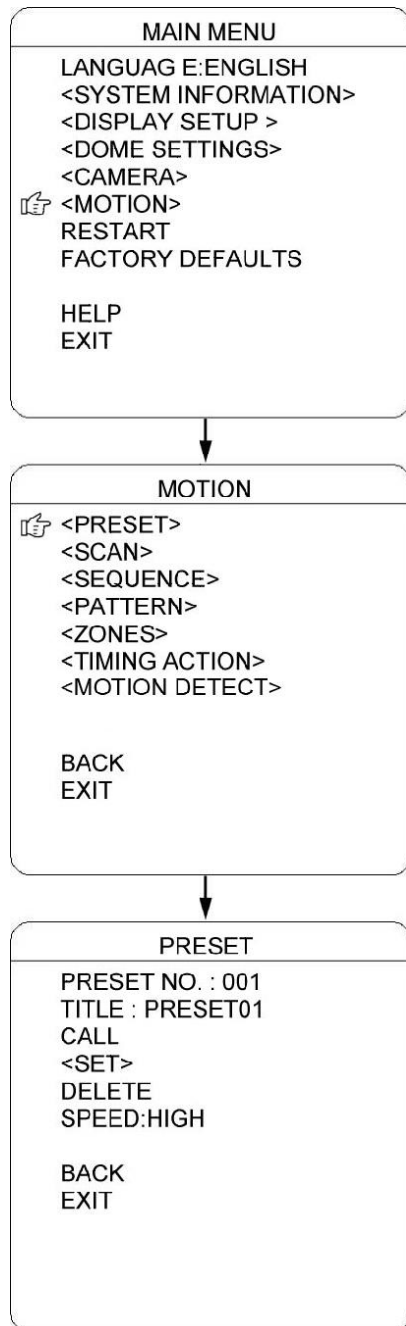 MAIN MENU
LANGUAG E:ENGLISH
<SYSTEM INFORMATION>
<DISPLAY SETUP >
<DOME SETTINGS>
<CAMERA>
<MOTION>
RESTART
FACTORY DEFAULTS
HELP
EXIT
MOTION
<PRESET>
<SCAN>
<SEQUENCE>
<PATTERN>
<ZONES>
<TIMING ACTION>
<MOTION DETECT>
BACK
EXIT
PRESET
PRESET NO. : 001
TITLE : PRESET01
CALL
<SET>
DELETE
SPEED:HIGH
BACK
EXIT